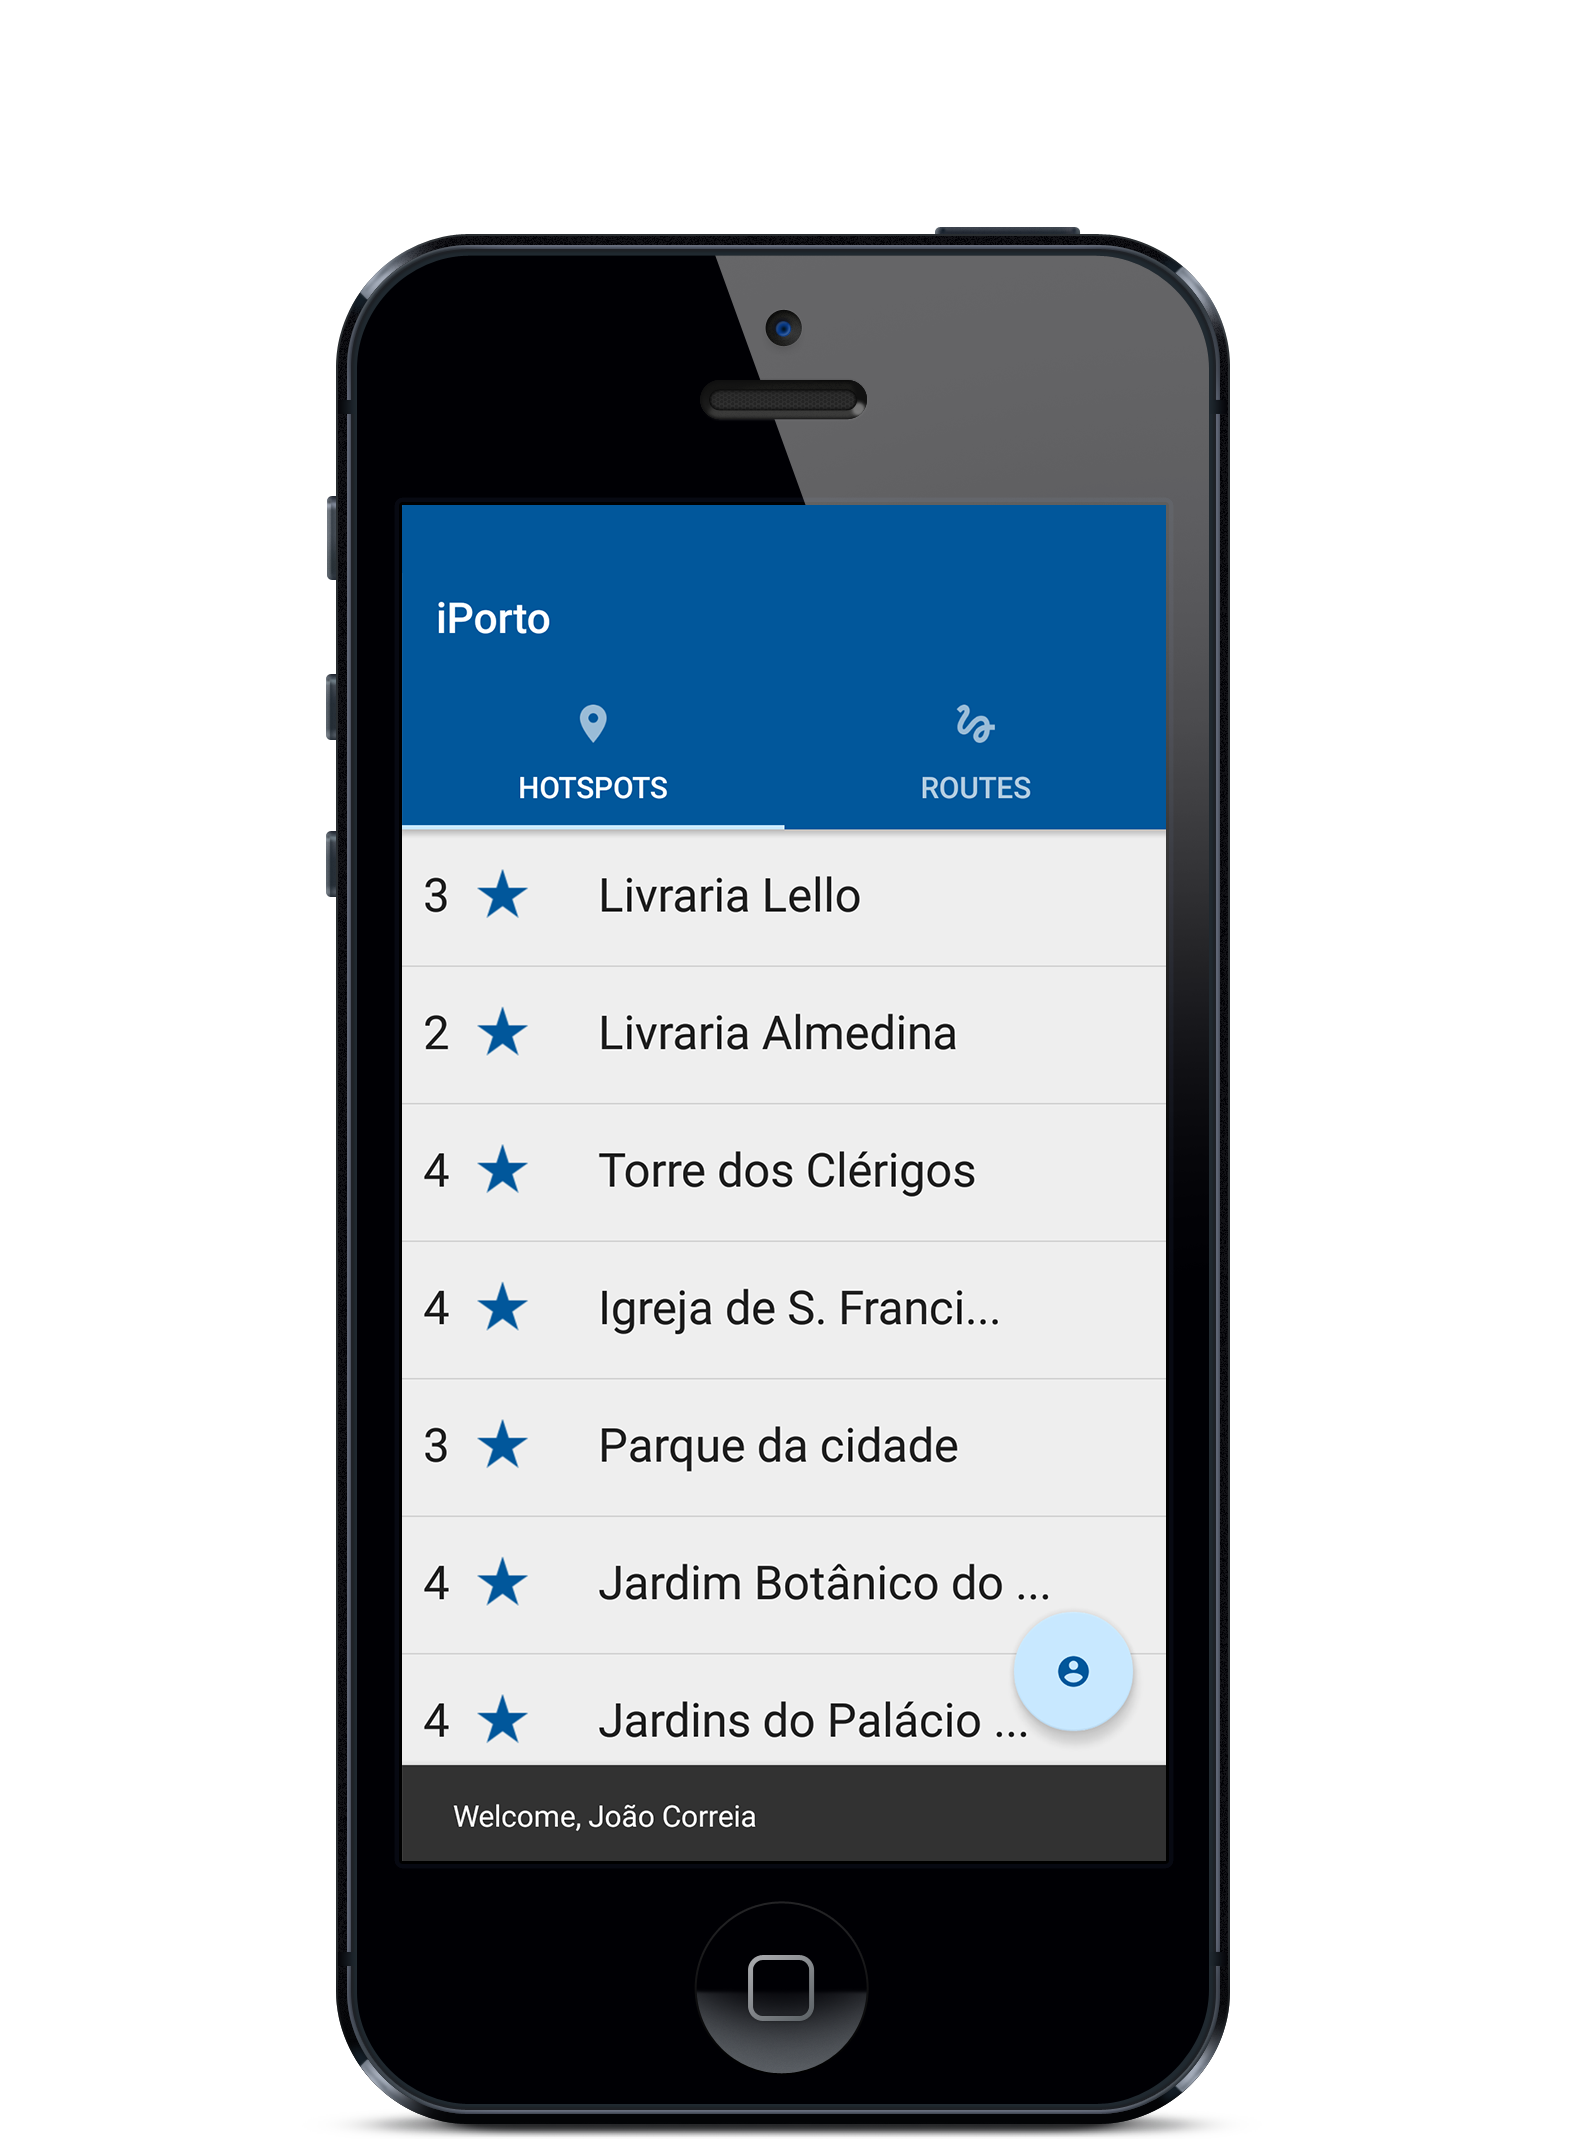 iPorto
HOTSPOTS
ROUTES
3 ★ Livraria Lello
2 ★ Livraria Almedina
4 ★ Torre dos Clérigos
4 ★ Igreja de S. Franci...
3 ★ Parque da cidade
4 ★ Jardim Botânico do ...
4 ★ Jardins do Palácio ...
Welcome, João Correia